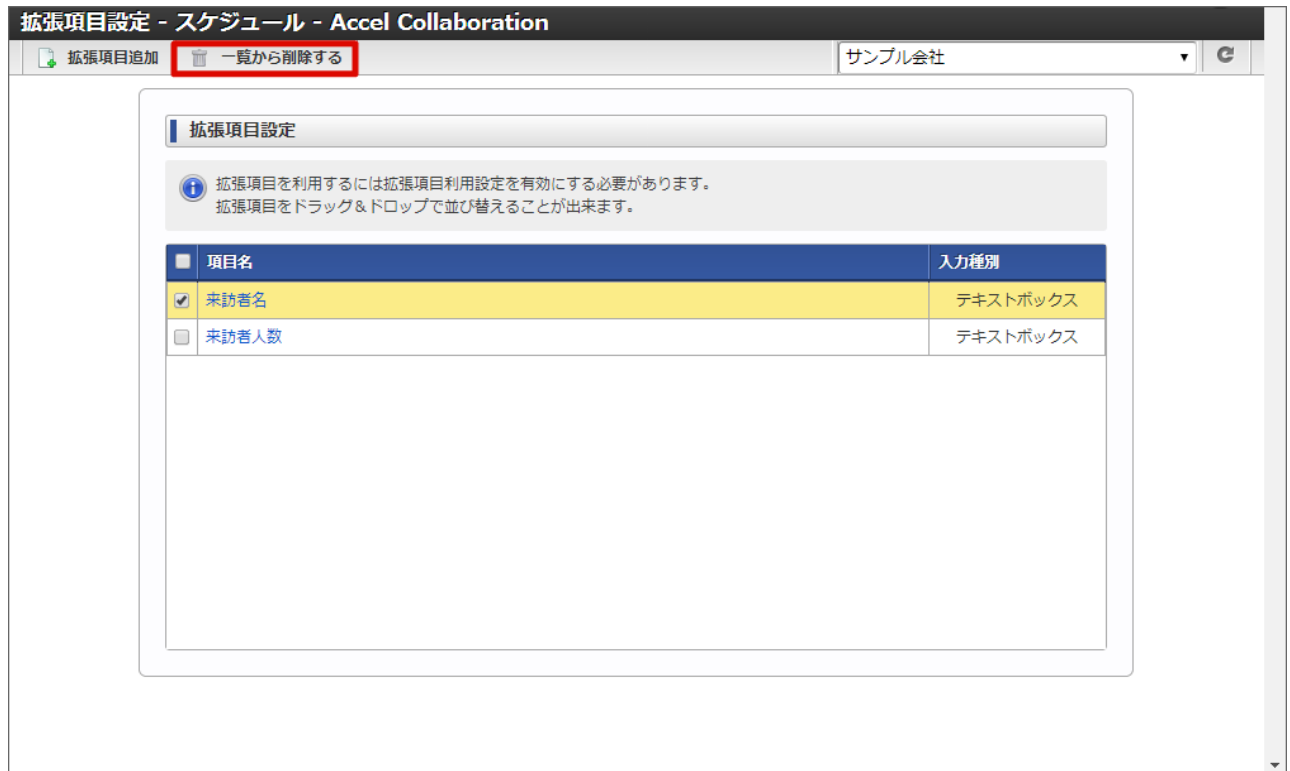 拡張項目設定 - スケジュール - Accel Collaboration
拡張項目追加 一覧から削除する サンプル会社
拡張項目設定
拡張項目を利用するには拡張項目利用設定を有効にする必要があります。
拡張項目をドラッグ＆ドロップで並び替えることが出来ます。
項目名 入力種別
来訪者名 テキストボックス
来訪者人数 テキストボックス